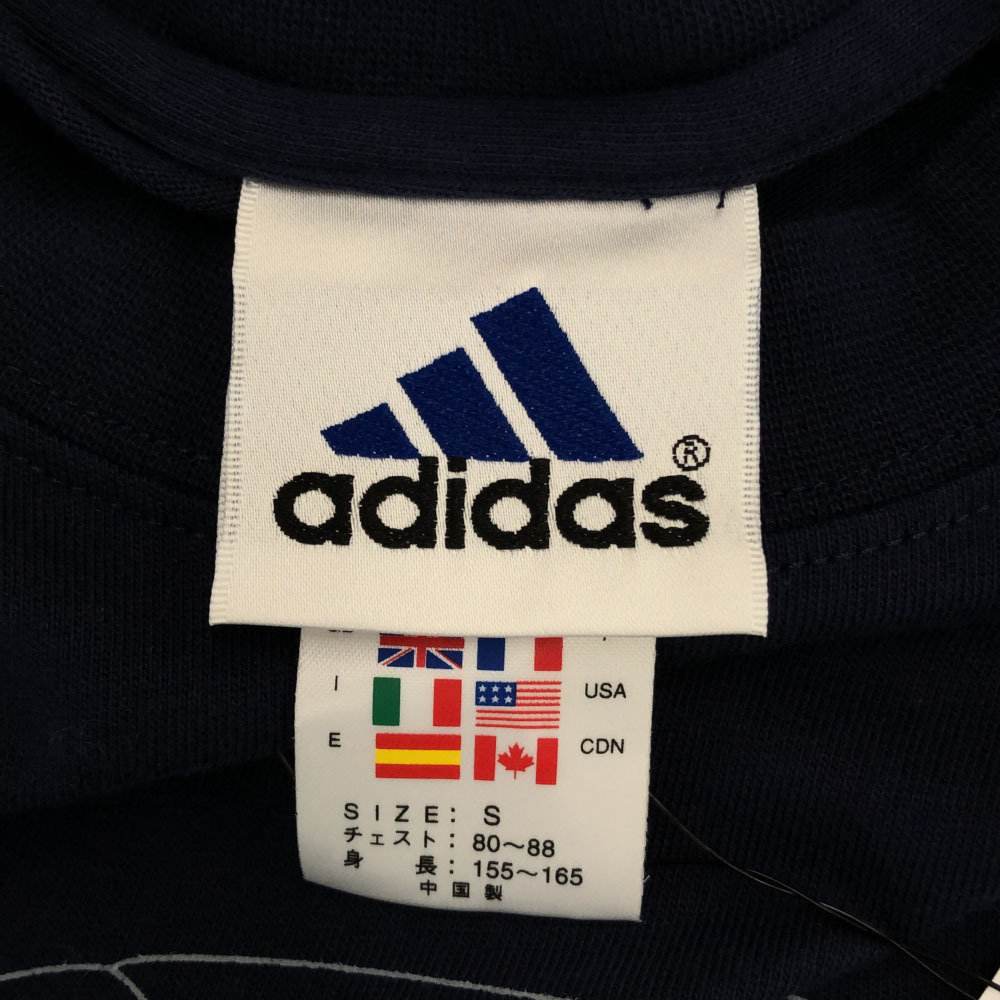 adidas®
I USA
E CDN
SIZE: S
チェスト: 80～88
身長: 155～165
中国製